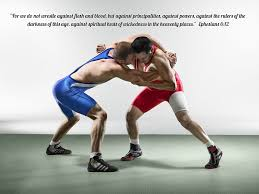 "For we do not wrestle against flesh and blood, but against principalities, against powers, against the rulers of the
darkness of this age, against spiritual hosts of wickedness in the heavenly places." Ephesians 6:12